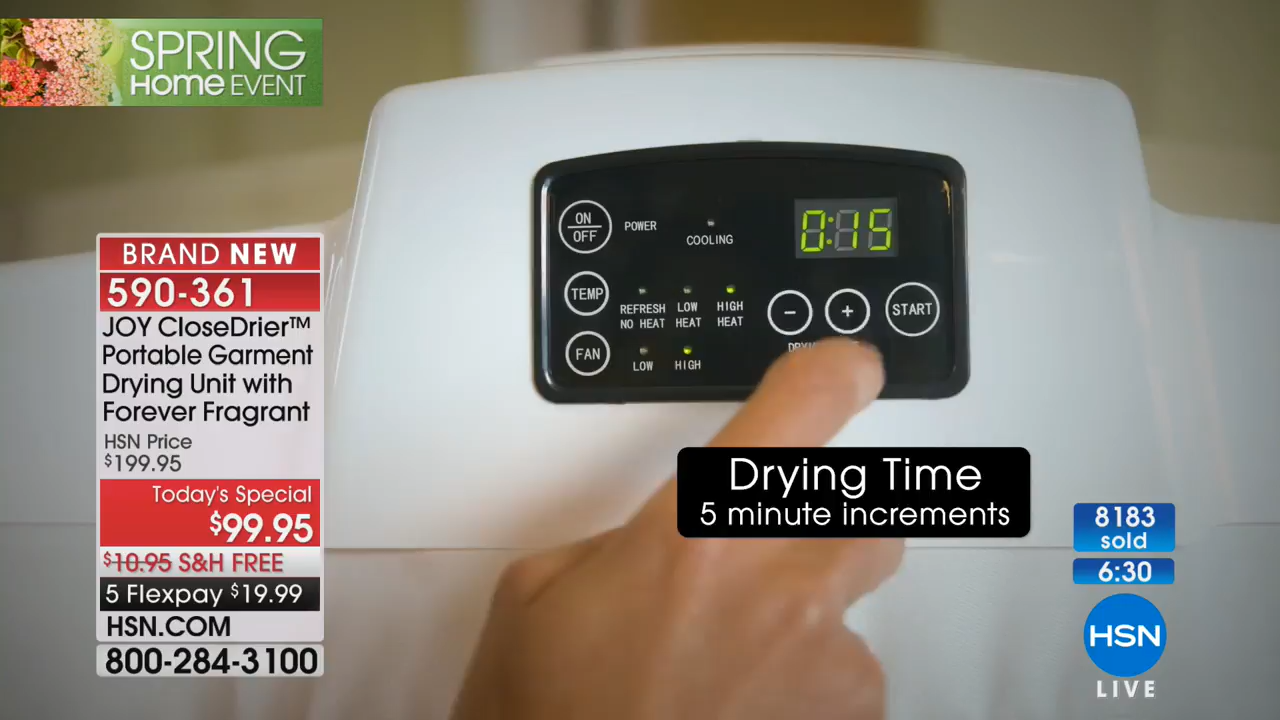 SPRING
Home EVENT
BRAND NEW
590-361
JOY CloseDrier™
Portable Garment
Drying Unit with
Forever Fragrant
HSN Price
$199.95
Today's Special
$99.95
$10.95 S&H FREE
5 Flexpay $19.99
HSN.COM
800-284-3100
ON
OFF
POWER
COOLING
0:15
TEMP
REFRESH
NO HEAT
LOW
HEAT
HIGH
HEAT
-
+
START
FAN
LOW
HIGH
Drying Time
5 minute increments
8183
sold
6:30
HSN
LIVE